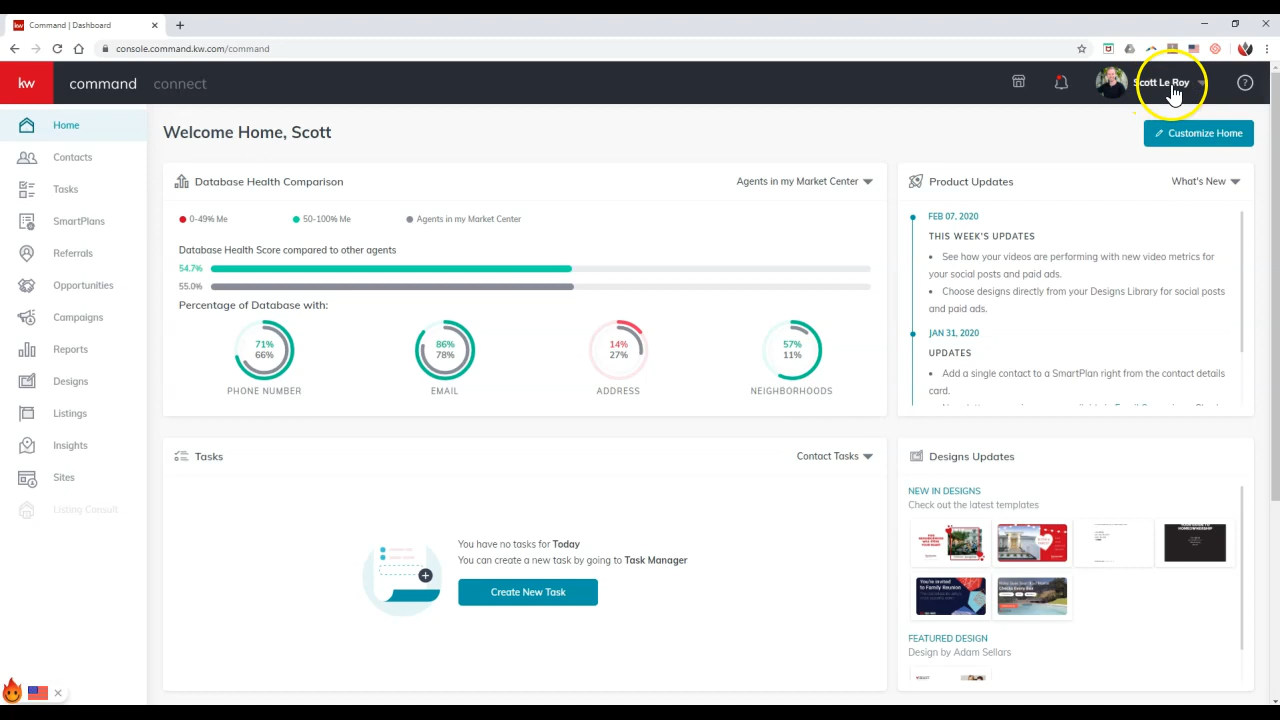 Command | Dashboard
console.command.kw.com/command
kw
command
connect
Scott Le Roy
Home
Contacts
Tasks
SmartPlans
Referrals
Opportunities
Campaigns
Reports
Designs
Listings
Insights
Sites
Listing Consult
Welcome Home, Scott
Customize Home
Database Health Comparison
Agents in my Market Center
0-49% Me
50-100% Me
Agents in my Market Center
Database Health Score compared to other agents
54.7%
55.0%
Percentage of Database with:
71%
66%
PHONE NUMBER
86%
78%
EMAIL
14%
27%
ADDRESS
57%
11%
NEIGHBORHOODS
Product Updates
What's New
FEB 07, 2020
THIS WEEK'S UPDATES
See how your videos are performing with new video metrics for
your social posts and paid ads.
Choose designs directly from your Designs Library for social posts
and paid ads.
JAN 31, 2020
UPDATES
Add a single contact to a SmartPlan right from the contact details
card.
Tasks
Contact Tasks
You have no tasks for Today
You can create a new task by going to Task Manager
Create New Task
Designs Updates
NEW IN DESIGNS
Check out the latest templates
You're invited
to Family Reunion
FEATURED DESIGN
Design by Adam Sellars